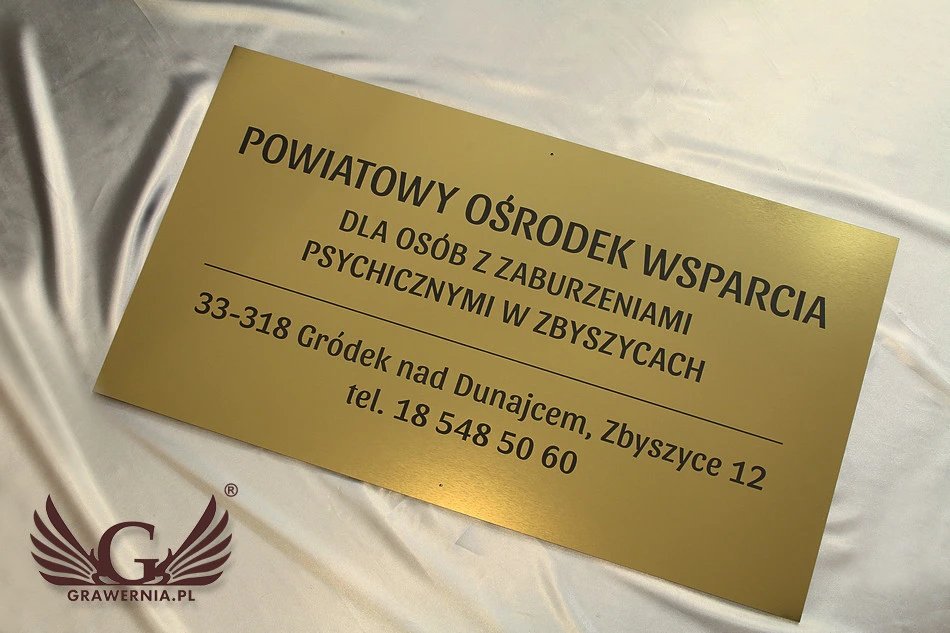 POWIATOWY OŚRODEK WSPARCIA
DLA OSÓB Z ZABURZENIAMI
PSYCHICZNYMI W ZBYSZYCACH
33-318 Gródek nad Dunajcem, Zbyszyce 12
tel. 18 548 50 60
G ®
GRAWERNIA.PL